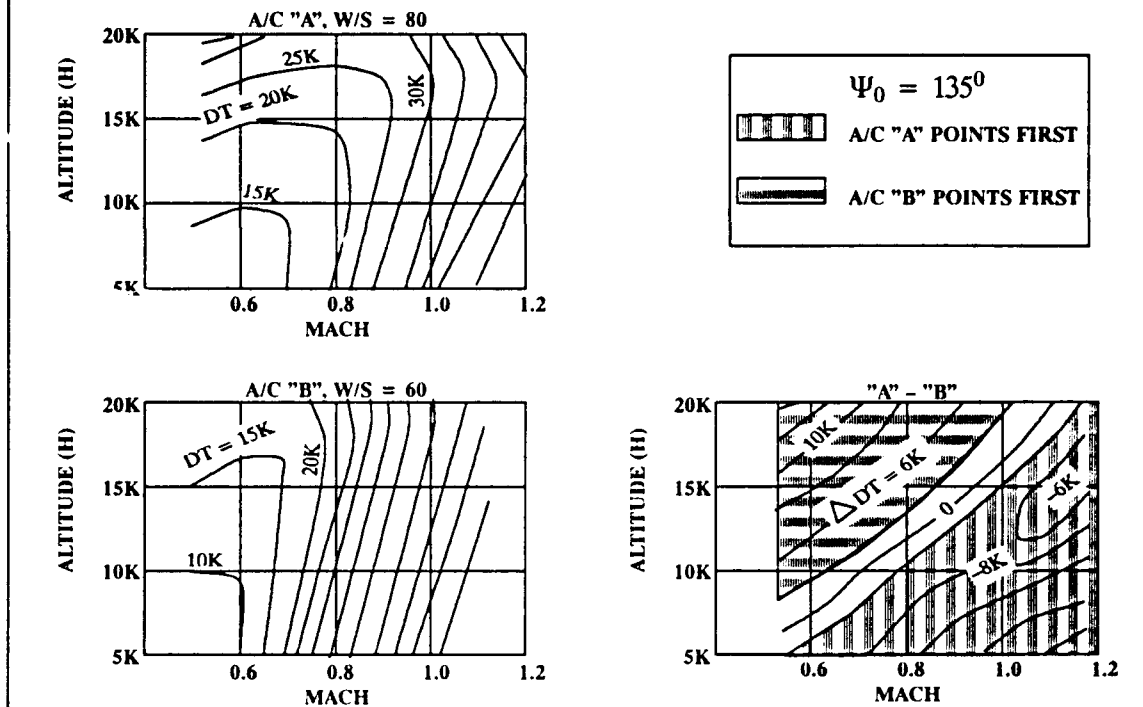 A/C "A", W/S = 80
ALTITUDE (H)
20K
15K
10K
5K
25K
DT = 20K
15K
30K
0.6
0.8
1.0
1.2
MACH
Ψ0 = 135⁰
A/C "A" POINTS FIRST
A/C "B" POINTS FIRST
A/C "B", W/S = 60
ALTITUDE (H)
20K
15K
10K
5K
DT = 15K
20K
10K
0.6
0.8
1.0
1.2
MACH
"A" – "B"
ALTITUDE (H)
20K
15K
10K
5K
10K
△ DT = 6K
0
–6K
–8K
0.6
0.8
1.0
1.2
MACH